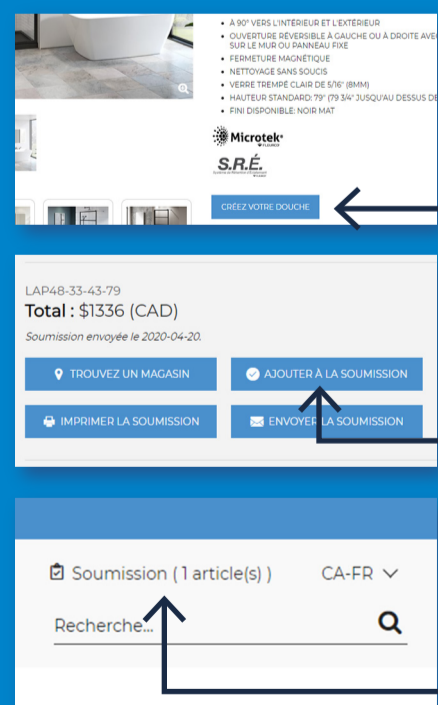 À 90° VERS L'INTÉRIEUR ET L'EXTÉRIEUR
OUVERTURE RÉVERSIBLE À GAUCHE OU À DROITE AVEC
SUR LE MUR OU PANNEAU FIXE
FERMETURE MAGNÉTIQUE
NETTOYAGE SANS SOUCIS
VERRE TREMPÉ CLAIR DE 5/16" (8MM)
HAUTEUR STANDARD: 79" (79 3/4" JUSQU'AU DESSUS DE
FINI DISPONIBLE: NOIR MAT
Microtek
S.R.É.
CRÉEZ VOTRE DOUCHE
LAP48-33-43-79
Total : $1336 (CAD)
Soumission envoyée le 2020-04-20.
TROUVEZ UN MAGASIN
AJOUTER À LA SOUMISSION
IMPRIMER LA SOUMISSION
ENVOYER LA SOUMISSION
Soumission ( 1 article(s) )
CA-FR
Recherche...